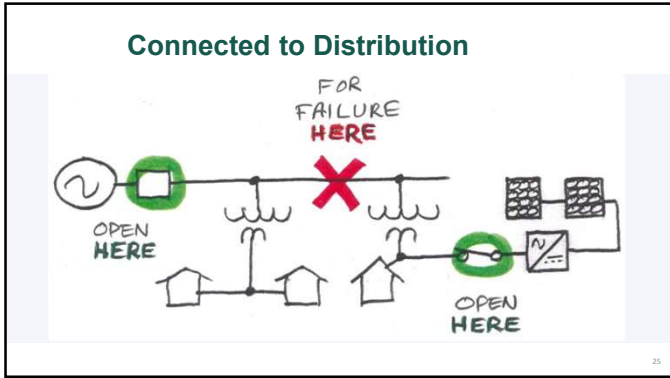 Connected to Distribution
FOR
FAILURE
HERE
OPEN
HERE
OPEN
HERE
25